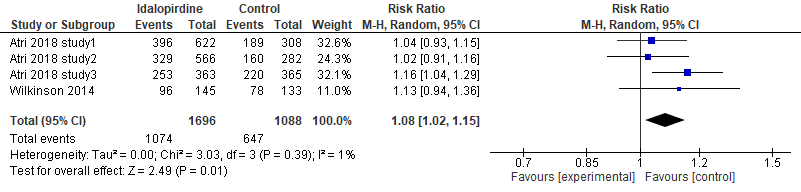 Idalopirdine Control Risk Ratio Risk Ratio
Study or Subgroup Events Total Events Total Weight M-H, Random, 95% CI M-H, Random, 95% CI
Atri 2018 study1 396 622 189 308 32.6% 1.04 [0.93, 1.15]
Atri 2018 study2 329 566 160 282 24.3% 1.02 [0.91, 1.16]
Atri 2018 study3 253 363 220 365 32.1% 1.16 [1.04, 1.29]
Wilkinson 2014 96 145 78 133 11.0% 1.13 [0.94, 1.36]
Total (95% CI) 1696 1088 100.0% 1.08 [1.02, 1.15]
Total events 1074 647
Heterogeneity: Tau² = 0.00; Chi² = 3.03, df = 3 (P = 0.39); I² = 1%
Test for overall effect: Z = 2.49 (P = 0.01)
0.7 0.85 1 1.2 1.5
Favours [experimental] Favours [control]